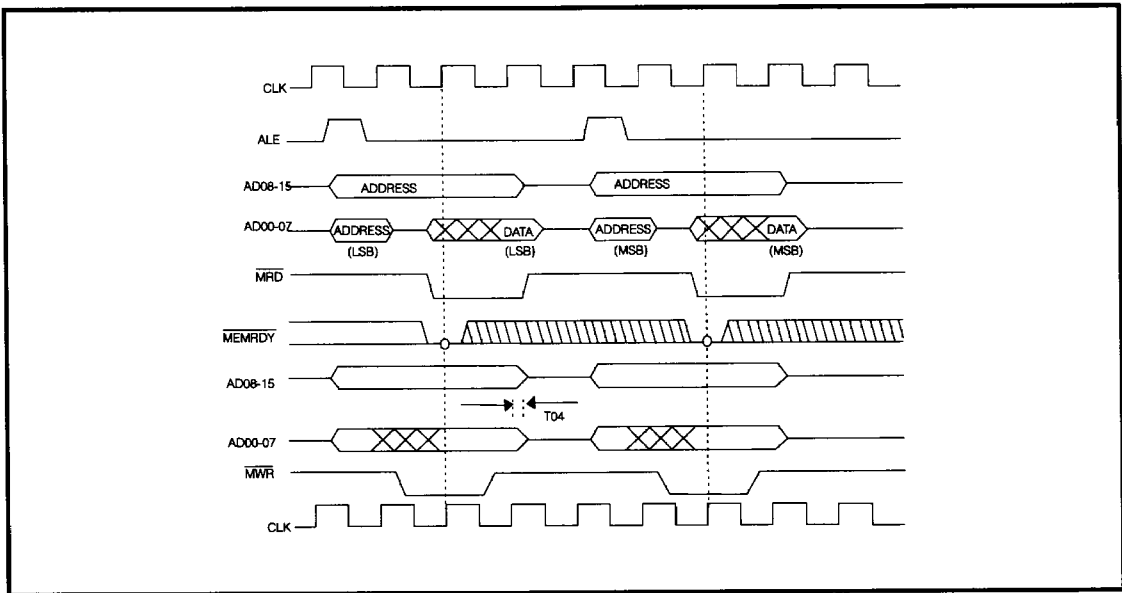 CLK
ALE
AD08-15 ADDRESS ADDRESS
AD00-07 ADDRESS DATA ADDRESS DATA
(LSB) (LSB) (MSB) (MSB)
MRD
MEMRDY
AD08-15
T04
AD00-07
MWR
CLK